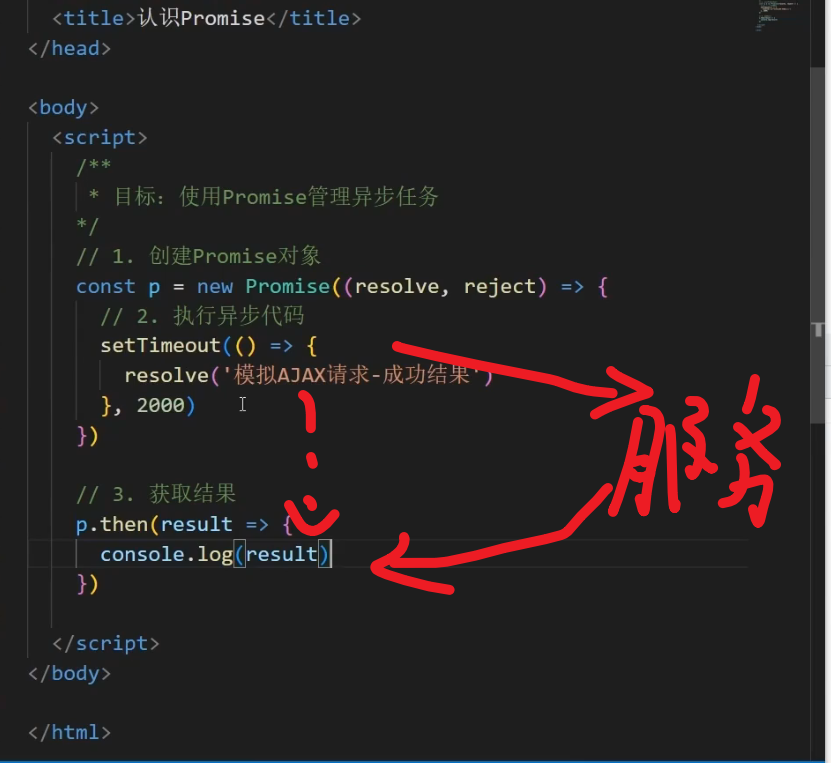 <title>认识Promise</title>
</head>
<body>
<script>
/**
* 目标：使用Promise管理异步任务
*/
// 1. 创建Promise对象
const p = new Promise((resolve, reject) => {
// 2. 执行异步代码
setTimeout(() => {
resolve('模拟AJAX请求-成功结果')
}, 2000)
})
服务
// 3. 获取结果
p.then(result => {
console.log(result)
})
</script>
</body>
</html>
T